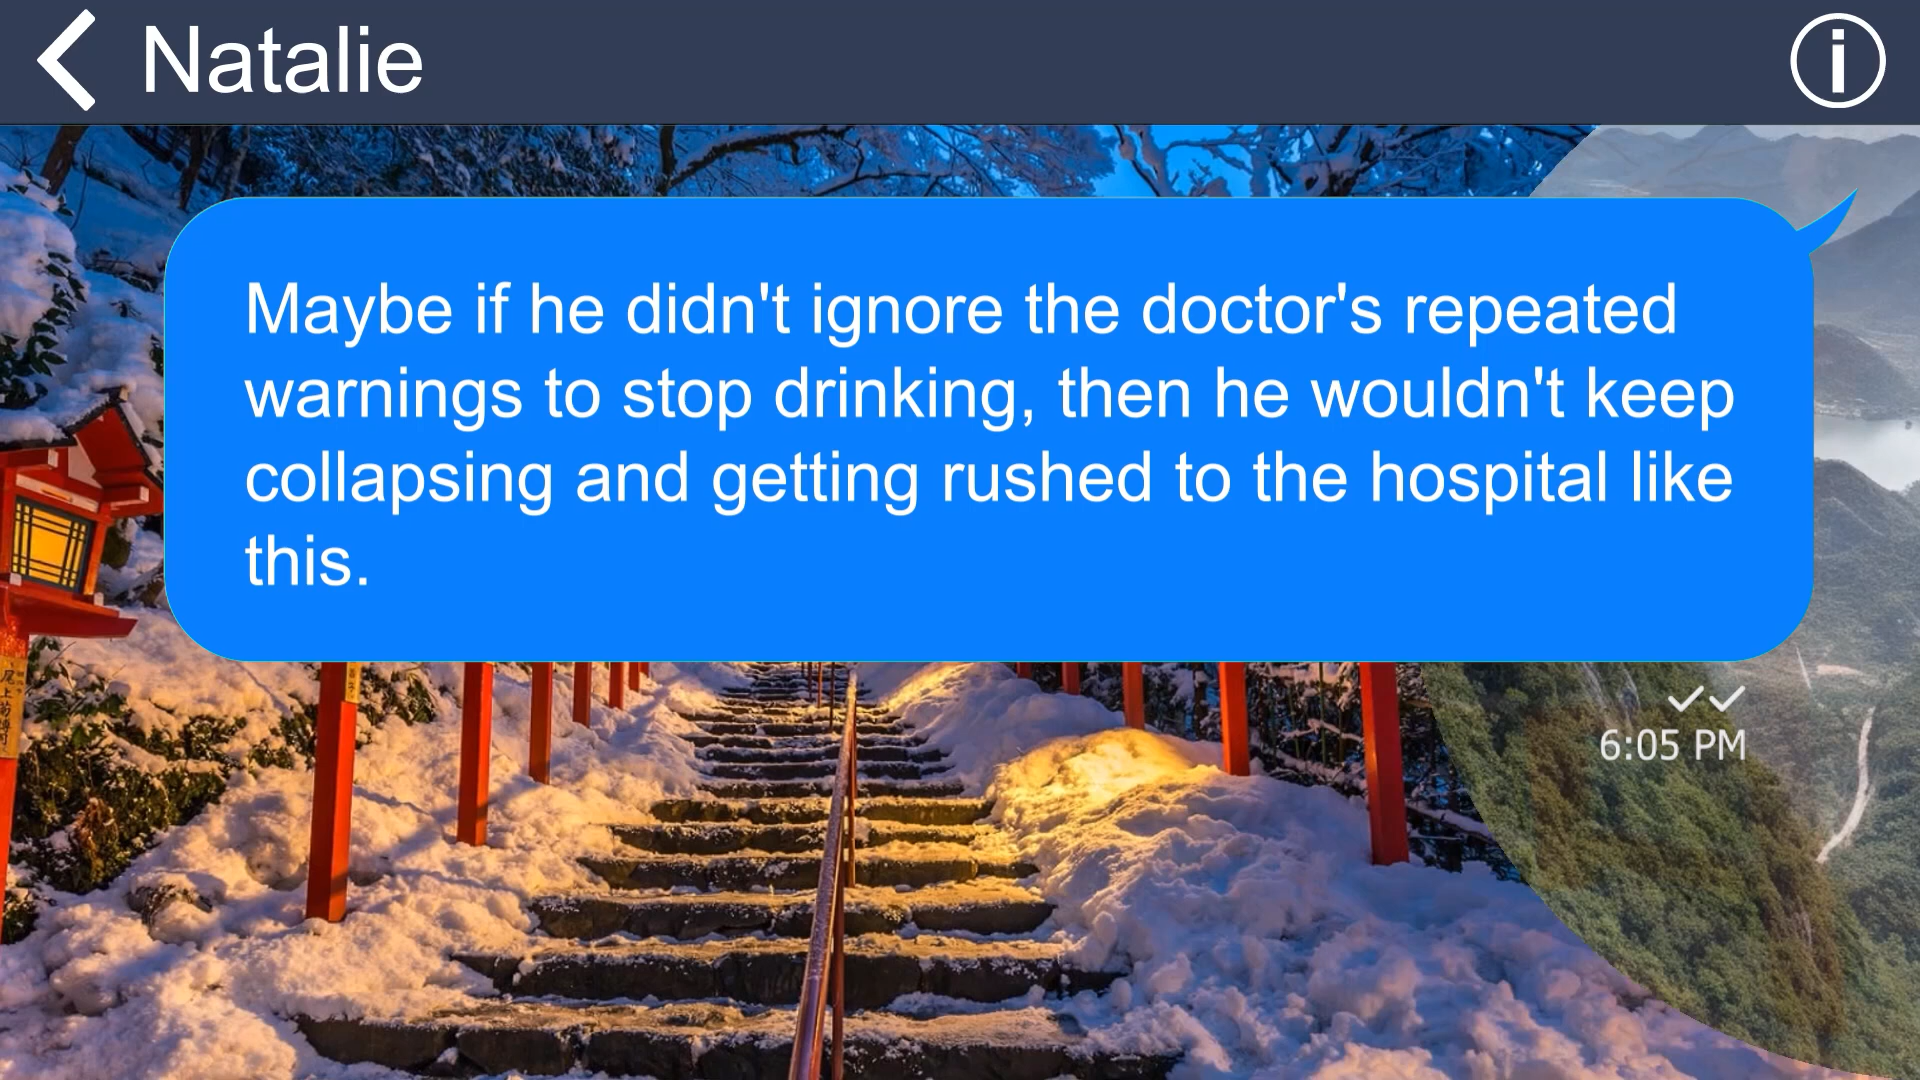 Natalie
Maybe if he didn't ignore the doctor's repeated
warnings to stop drinking, then he wouldn't keep
collapsing and getting rushed to the hospital like
this.
6:05 PM